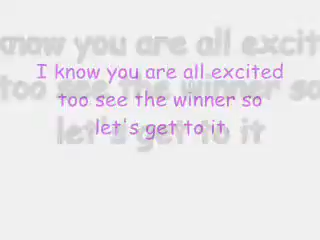 I know you are all excited
too see the winner so
let's get to it.